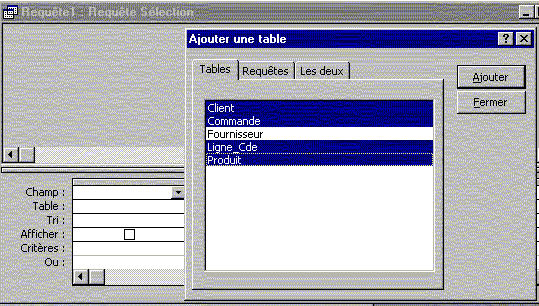 Requête1 : Requête Sélection
Ajouter une table
Tables
Requêtes
Les deux
Ajouter
Fermer
Client
Commande
Fournisseur
Ligne_Cde
Produit
Champ :
Table :
Tri :
Afficher :
Critères :
Ou :